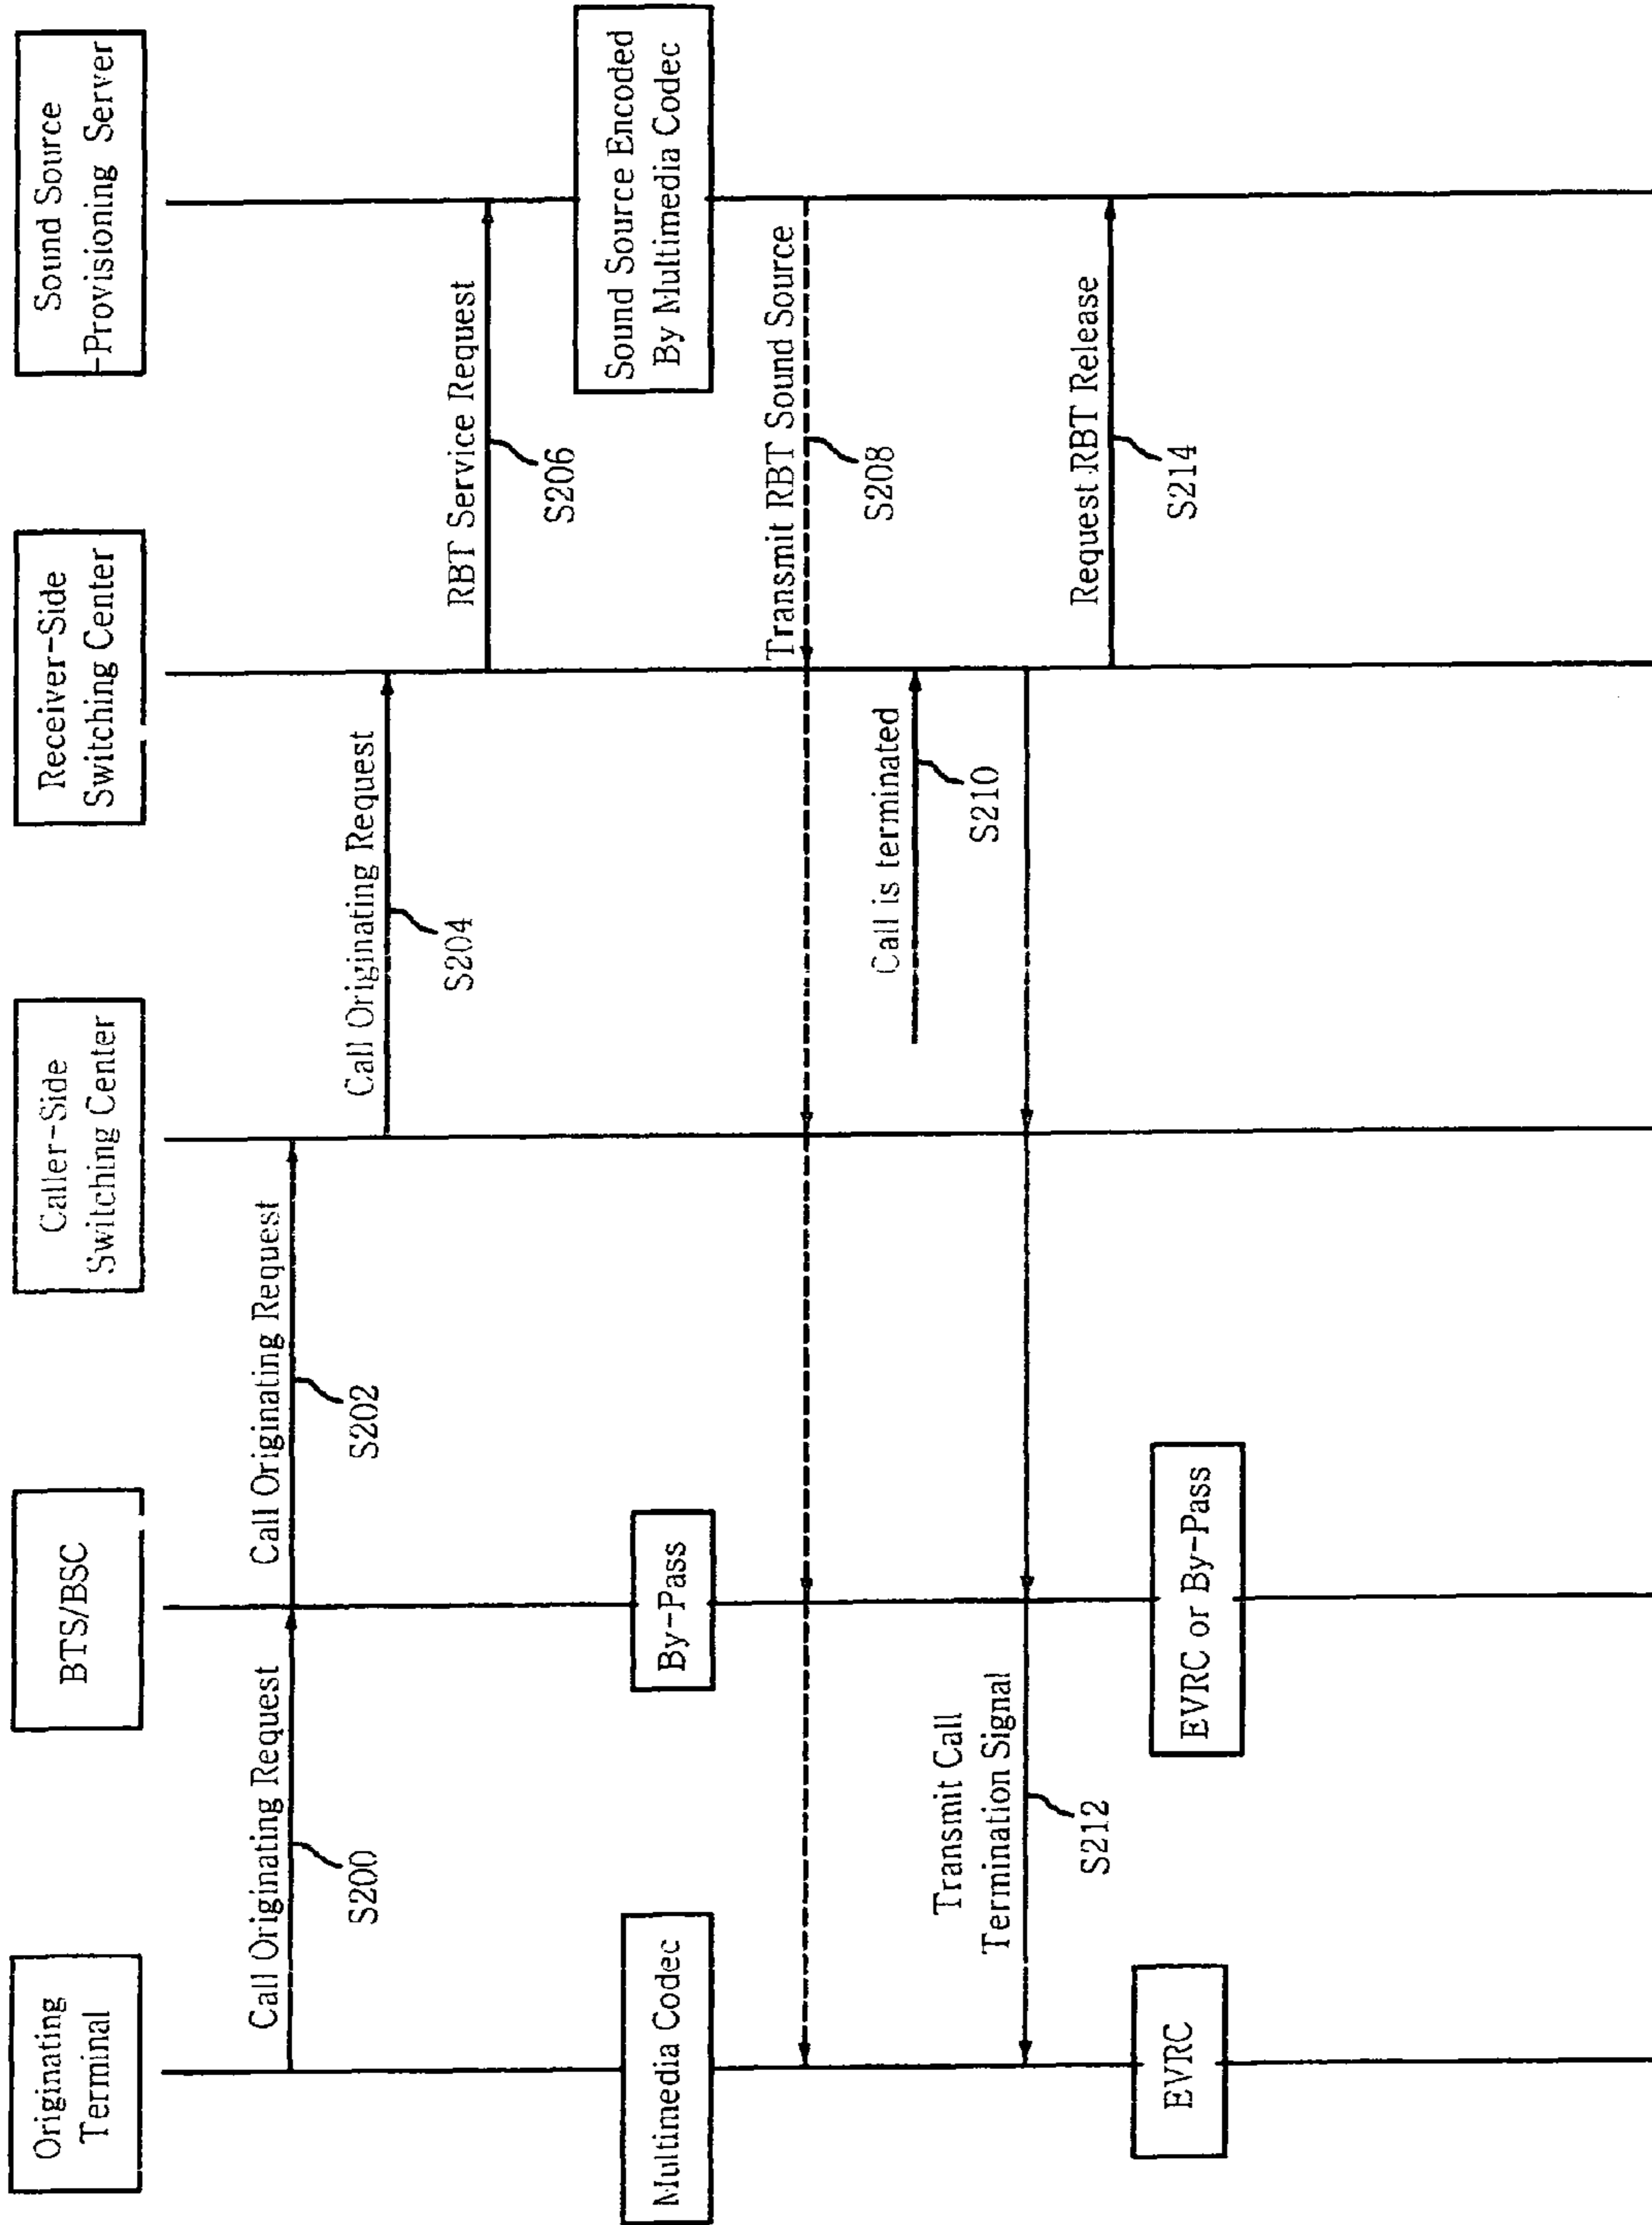 Originating
Terminal
BTS/BSC
Caller-Side
Switching Center
Receiver-Side
Switching Center
Sound Source
-Provisioning Server
Call Originating Request
S200
Call Originating Request
S202
Call Originating Request
S204
RBT Service Request
S206
Multimedia Codec
By-Pass
Sound Source Encoded
By Multimedia Codec
Transmit RBT Sound Source
S208
Call is terminated
S210
Transmit Call
Termination Signal
S212
Request RBT Release
S214
EVRC
EVRC or By-Pass